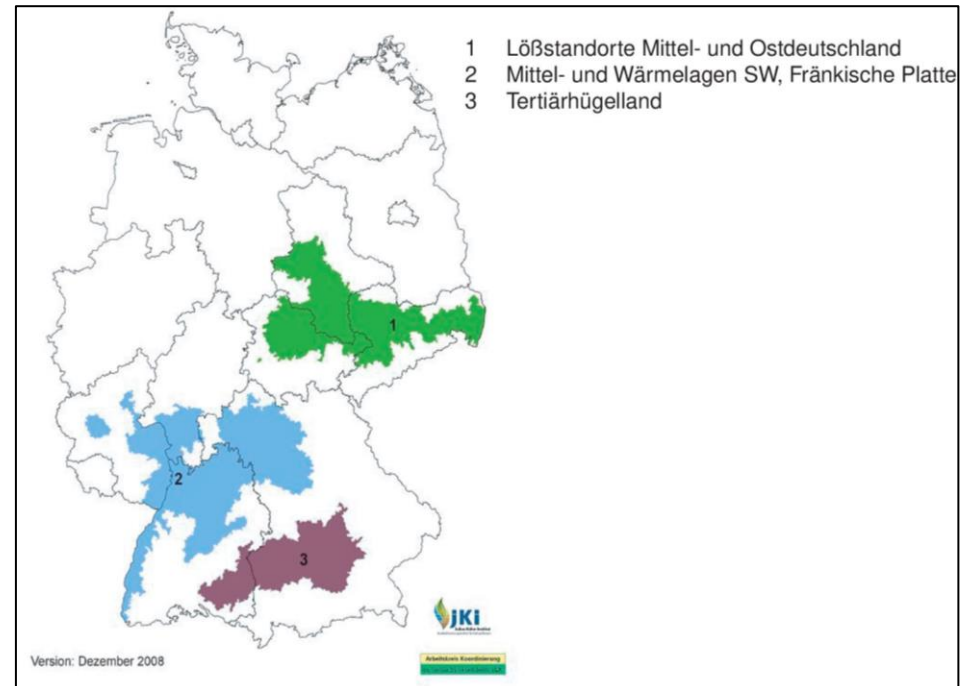 1 Lößstandorte Mittel- und Ostdeutschland
2 Mittel- und Wärmelagen SW, Fränkische Platte
3 Tertiärhügelland
1
2
3
JKI
Version: Dezember 2008
Arbeitskreis Koordinierung